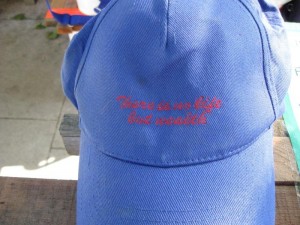 There is no life
but wealth